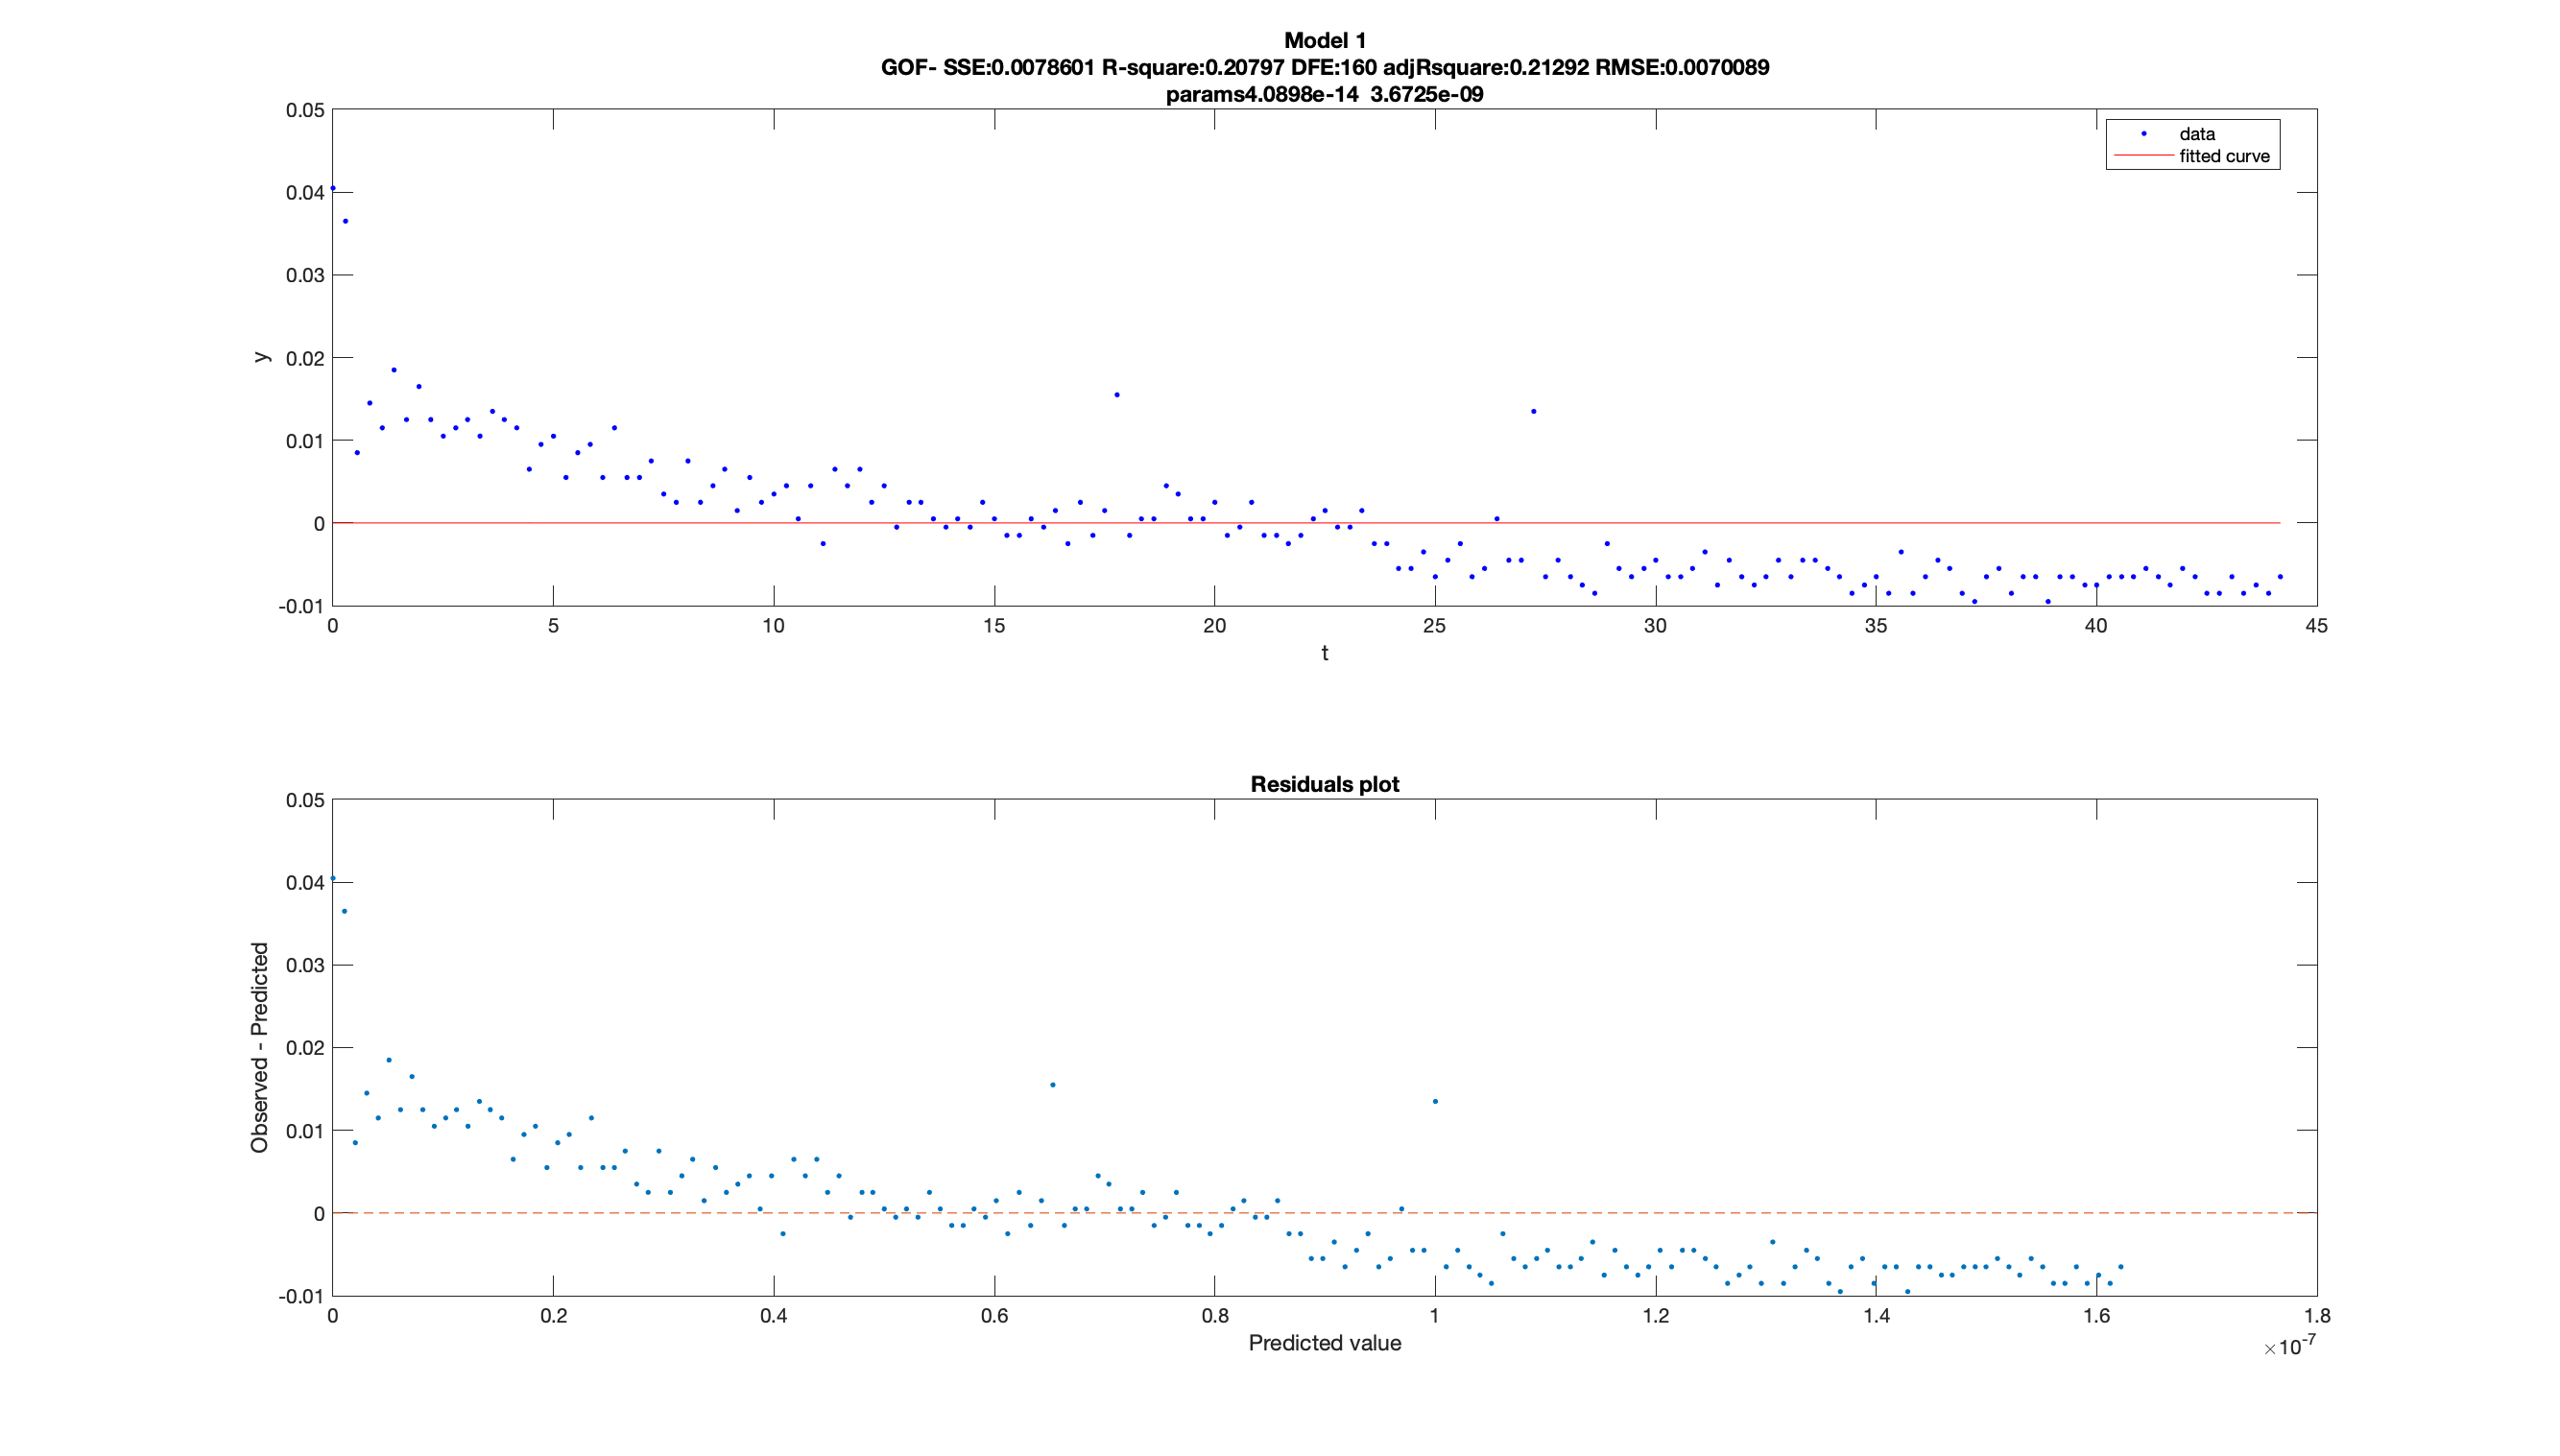 Model 1
GOF- SSE:0.0078601 R-square:0.20797 DFE:160 adjRsquare:0.21292 RMSE:0.0070089
params4.0898e-14 3.6725e-09
0.05
0.04
0.03
0.02
0.01
0
-0.01
y
data
fitted curve
0 5 10 15 20 25 30 35 40 45
t
Residuals plot
0.05
0.04
0.03
0.02
0.01
0
-0.01
Observed - Predicted
0 0.2 0.4 0.6 0.8 1 1.2 1.4 1.6 1.8
Predicted value
×10-7